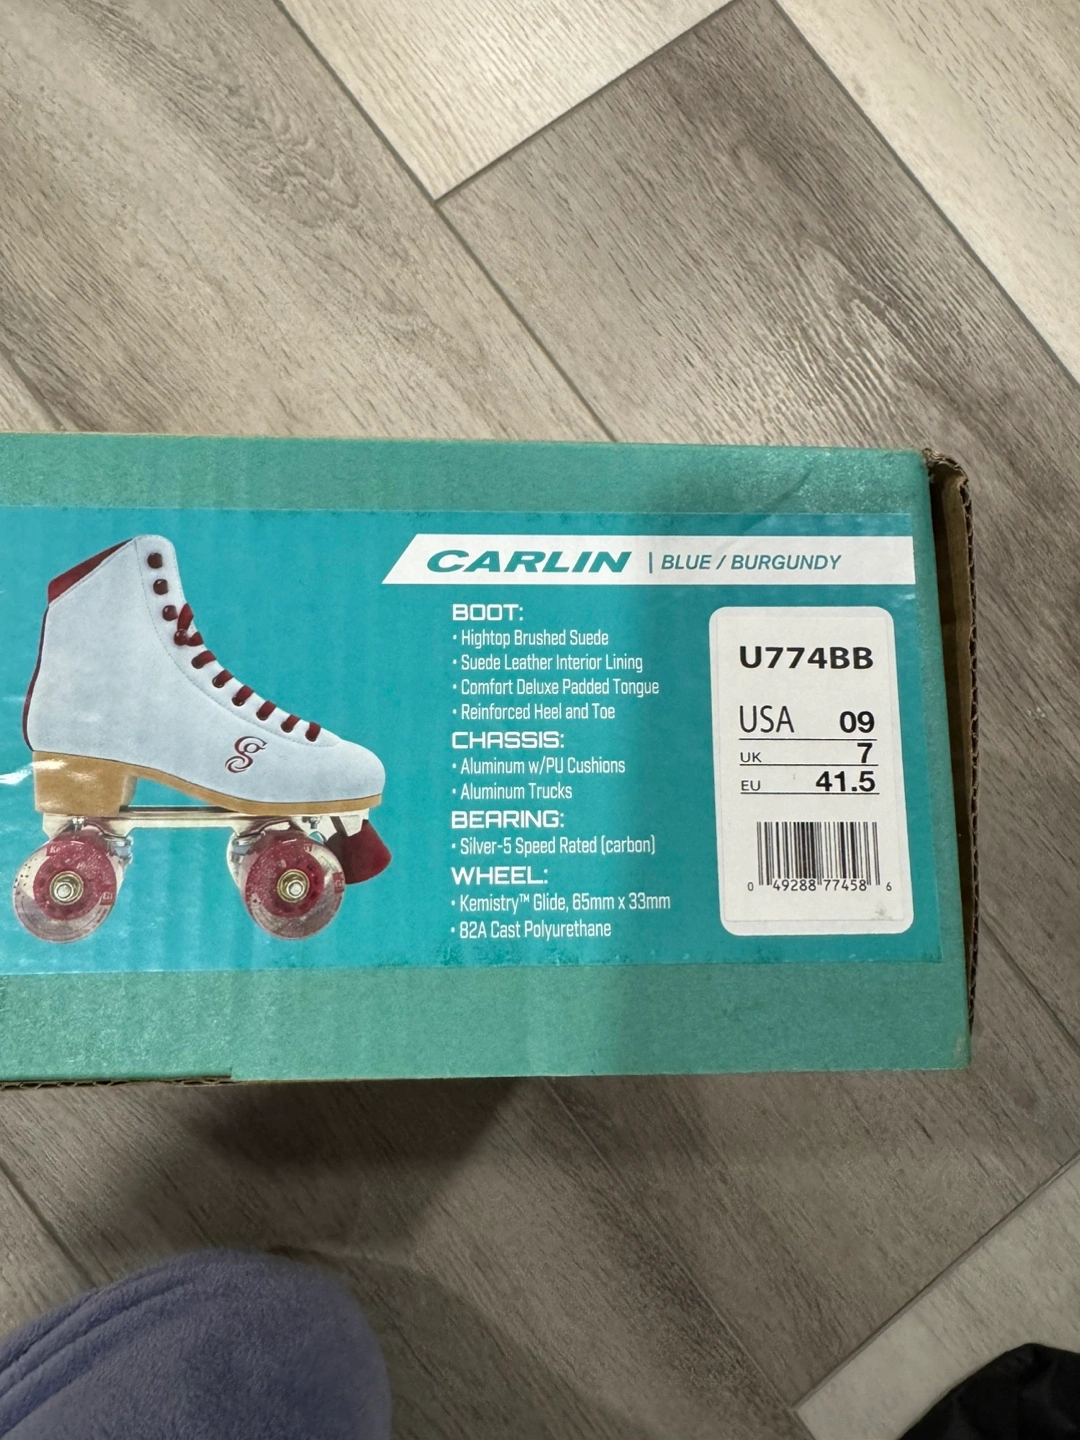 CARLIN | BLUE / BURGUNDY
BOOT:
• Hightop Brushed Suede
• Suede Leather Interior Lining
• Comfort Deluxe Padded Tongue
• Reinforced Heel and Toe
CHASSIS:
• Aluminum w/PU Cushions
• Aluminum Trucks
BEARING:
• Silver-5 Speed Rated (carbon)
WHEEL:
• Kemistry™ Glide, 65mm x 33mm
• 82A Cast Polyurethane
U774BB
USA 09
UK 7
EU 41.5
0 49288 77458 6